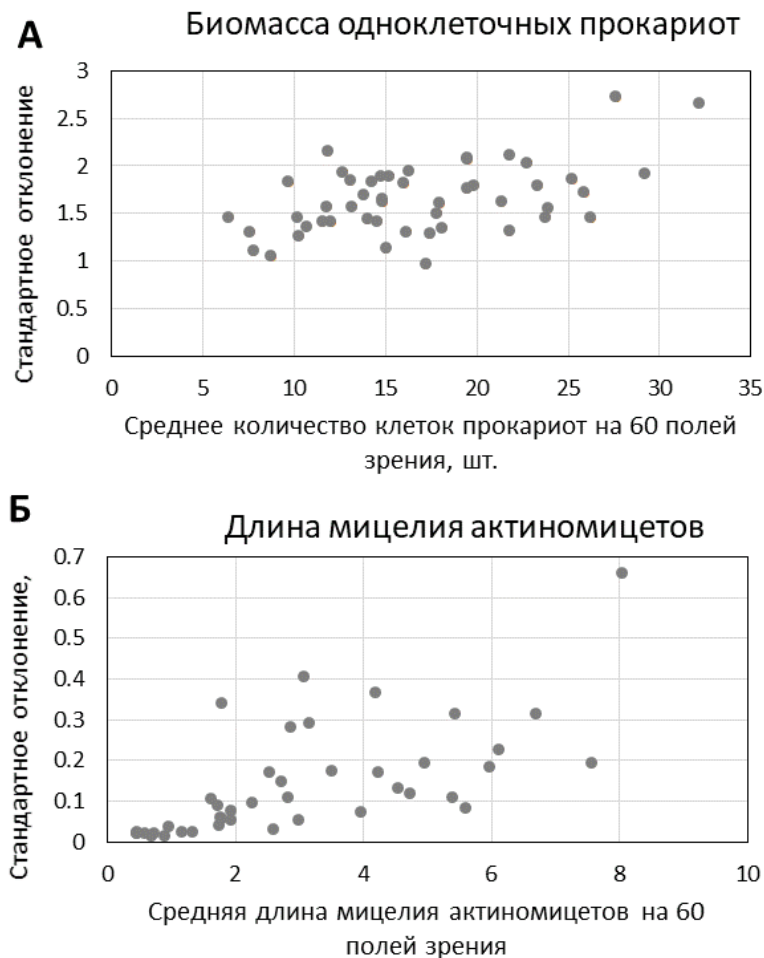 А
Биомасса одноклеточных прокариот
Стандартное отклонение
3
2.5
2
1.5
1
0.5
0
0 5 10 15 20 25 30 35
Среднее количество клеток прокариот на 60 полей
зрения, шт.
Б
Длина мицелия актиномицетов
Стандартное отклонение,
0.7
0.6
0.5
0.4
0.3
0.2
0.1
0
0 2 4 6 8 10
Средняя длина мицелия актиномицетов на 60
полей зрения